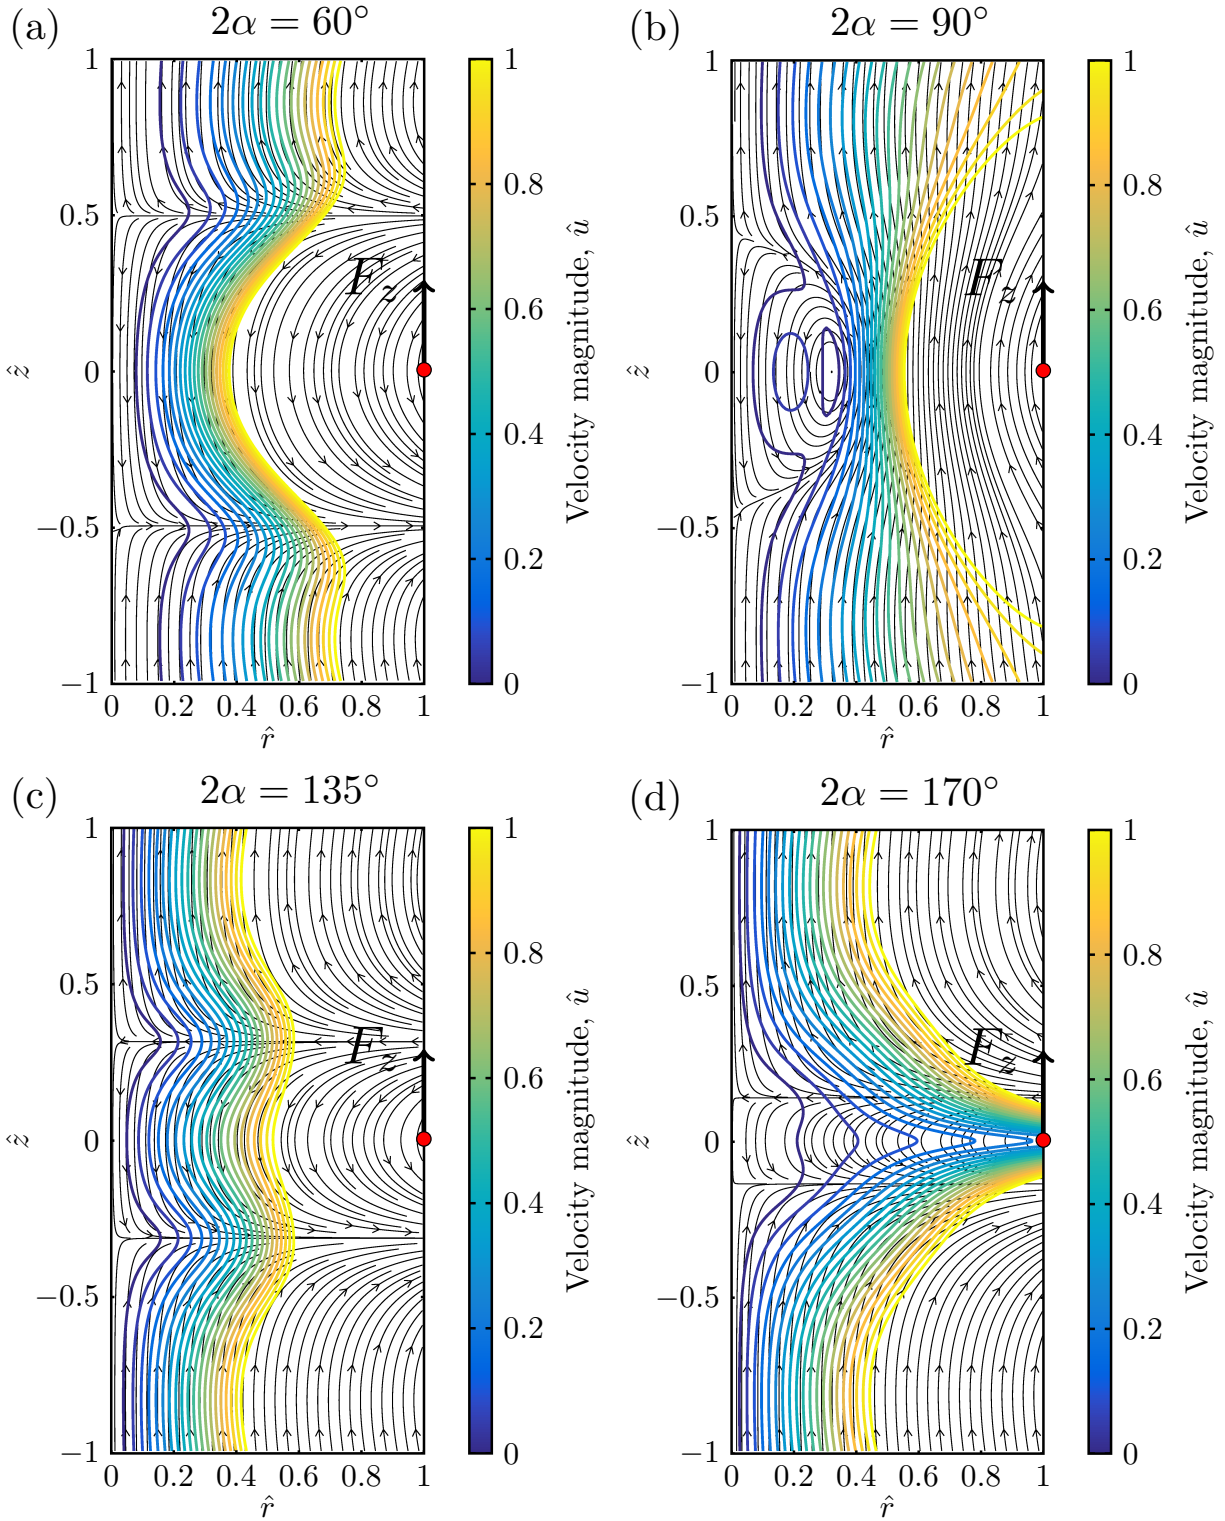 (a) 2α = 60°
1
0.5
0
−0.5
−1
ẑ
0 0.2 0.4 0.6 0.8 1
r̂
F_z
1
0.8
0.6
0.4
0.2
0
Velocity magnitude, û
(b) 2α = 90°
1
0.5
0
−0.5
−1
ẑ
0 0.2 0.4 0.6 0.8 1
r̂
F_z
1
0.8
0.6
0.4
0.2
0
Velocity magnitude, û
(c) 2α = 135°
1
0.5
0
−0.5
−1
ẑ
0 0.2 0.4 0.6 0.8 1
r̂
F_z
1
0.8
0.6
0.4
0.2
0
Velocity magnitude, û
(d) 2α = 170°
1
0.5
0
−0.5
−1
ẑ
0 0.2 0.4 0.6 0.8 1
r̂
F_z
1
0.8
0.6
0.4
0.2
0
Velocity magnitude, û